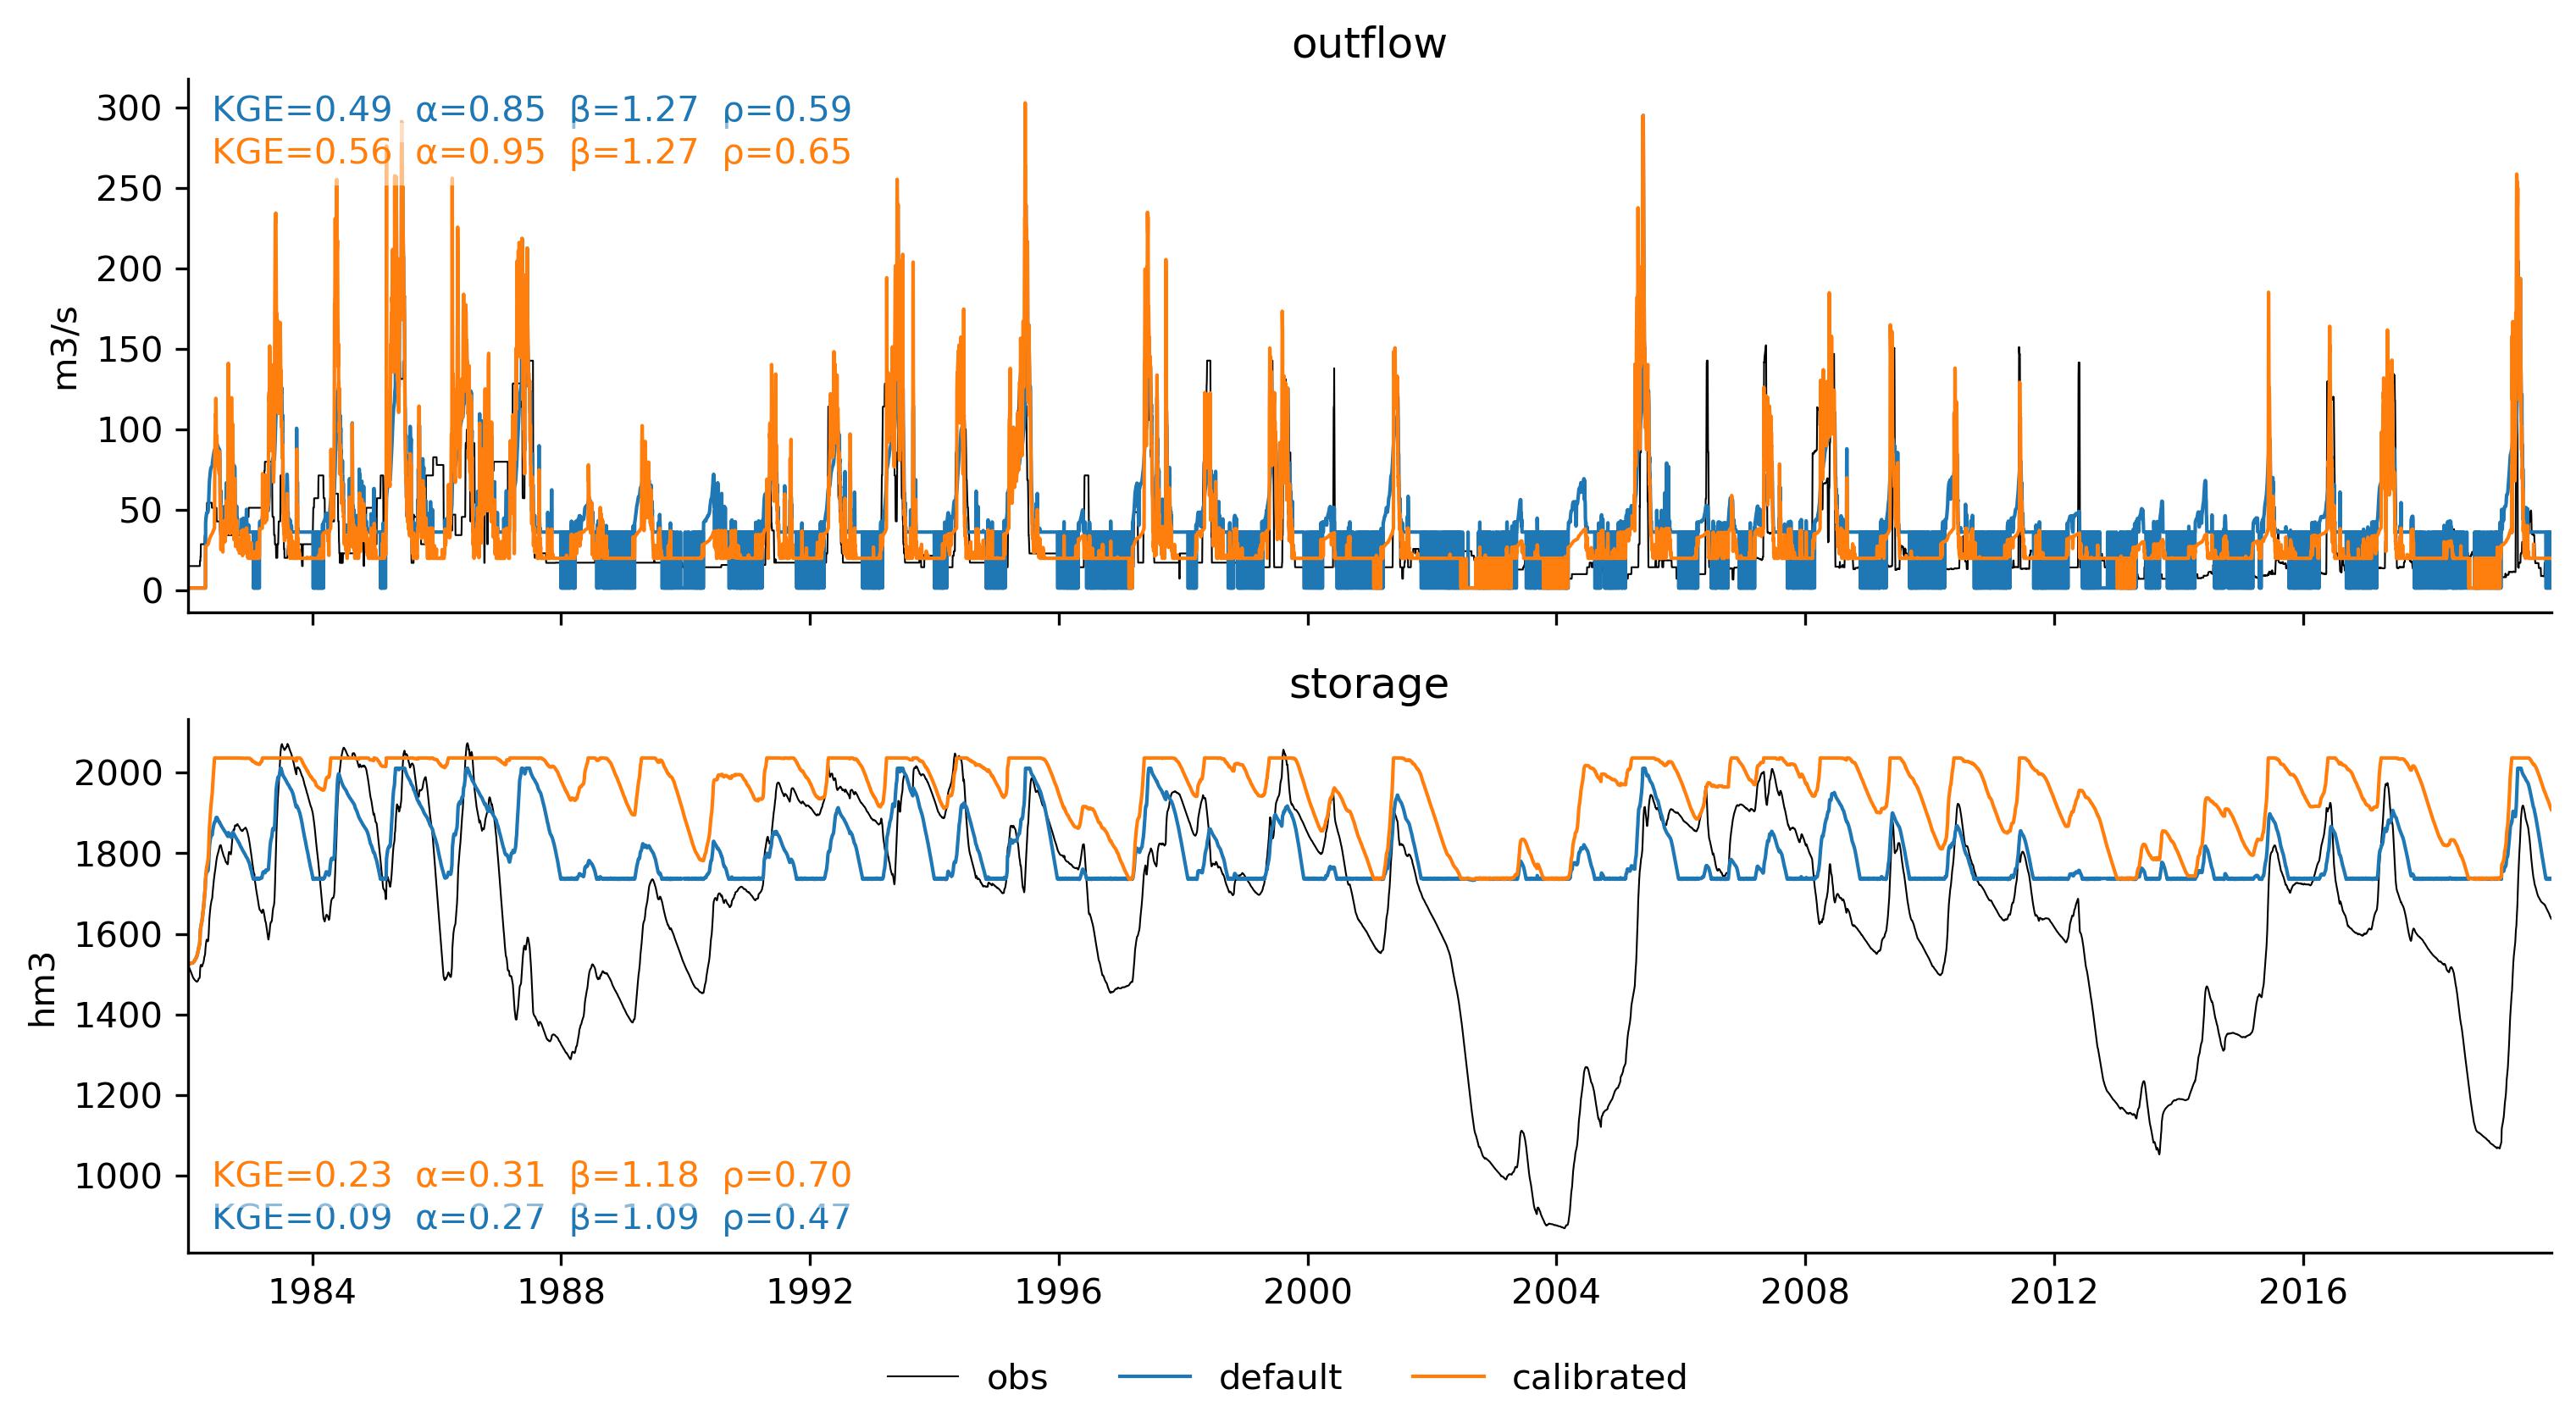 outflow
KGE=0.49 α=0.85 β=1.27 ρ=0.59
KGE=0.56 α=0.95 β=1.27 ρ=0.65
m3/s
300
250
200
150
100
50
0
storage
hm3
2000
1800
1600
1400
1200
1000
KGE=0.23 α=0.31 β=1.18 ρ=0.70
KGE=0.09 α=0.27 β=1.09 ρ=0.47
1984 1988 1992 1996 2000 2004 2008 2012 2016
obs default calibrated